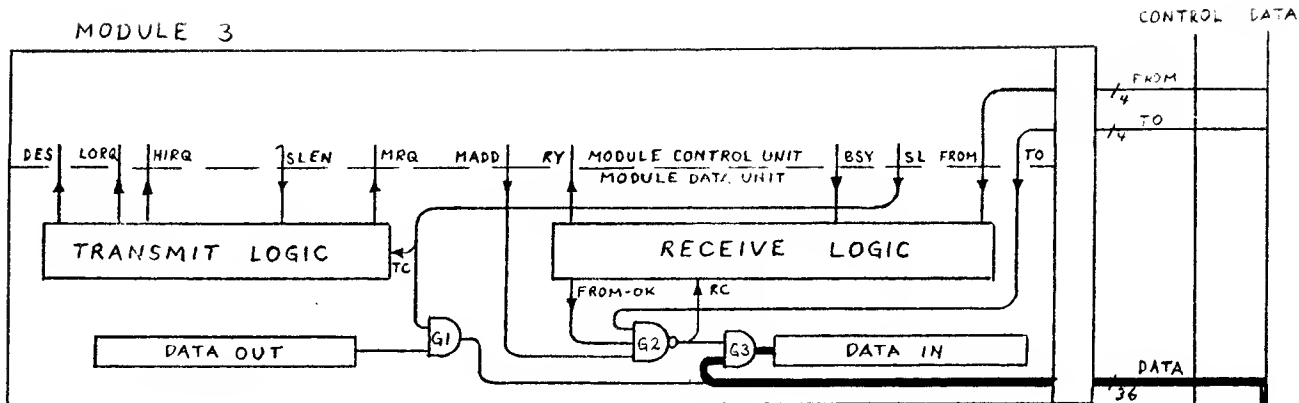 CONTROL DATA
MODULE 3
FROM
4
TO
4
DES LORQ HIRQ SLEN MRQ MADD RY MODULE CONTROL UNIT BSY SL FROM TO
MODULE DATA UNIT
TRANSMIT LOGIC
RECEIVE LOGIC
TC
FROM-OK
RC
G1
G2
G3
DATA OUT
DATA IN
DATA
36